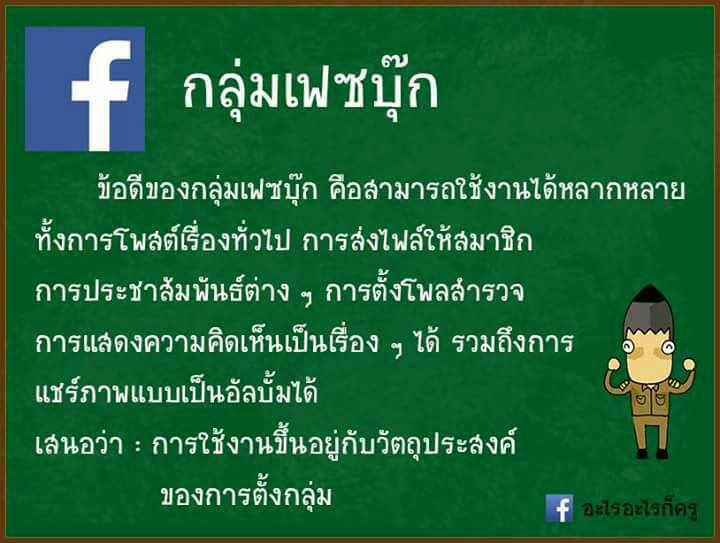 กลุ่มเฟซบุ๊ก
ข้อดีของกลุ่มเฟซบุ๊ก คือสามารถใช้งานได้หลากหลาย
ทั้งการโพสต์เรื่องทั่วไป การส่งไฟล์ให้สมาชิก
การประชาสัมพันธ์ต่าง ๆ การตั้งโพลสำรวจ
การแสดงความคิดเห็นเป็นเรื่อง ๆ ได้ รวมถึงการ
แชร์ภาพแบบเป็นอัลบั้มได้
เสนอว่า : การใช้งานขึ้นอยู่กับวัตถุประสงค์
ของการตั้งกลุ่ม
อะไรอะไรก็ครู